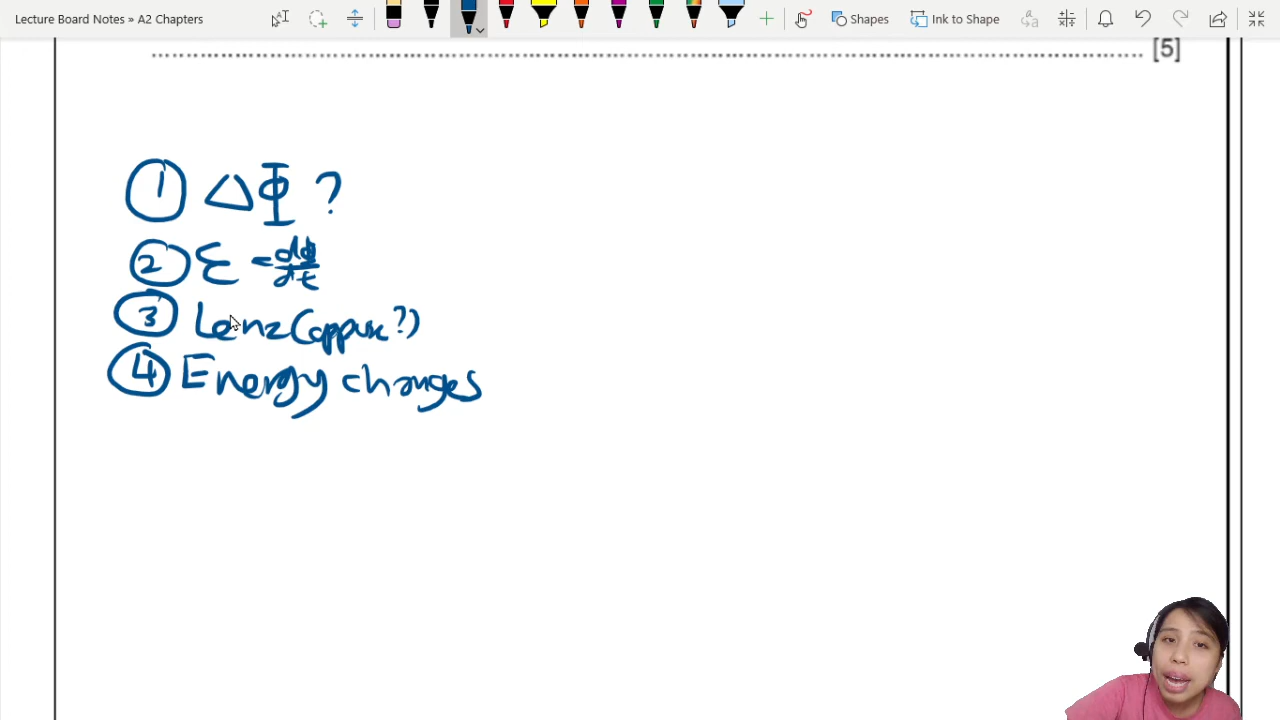 Lecture Board Notes » A2 Chapters
Shapes
Ink to Shape
[5]
① ΔΦ ?
② Ɛ = dΦ/dt
③ Lenz (oppose?)
④ Energy changes